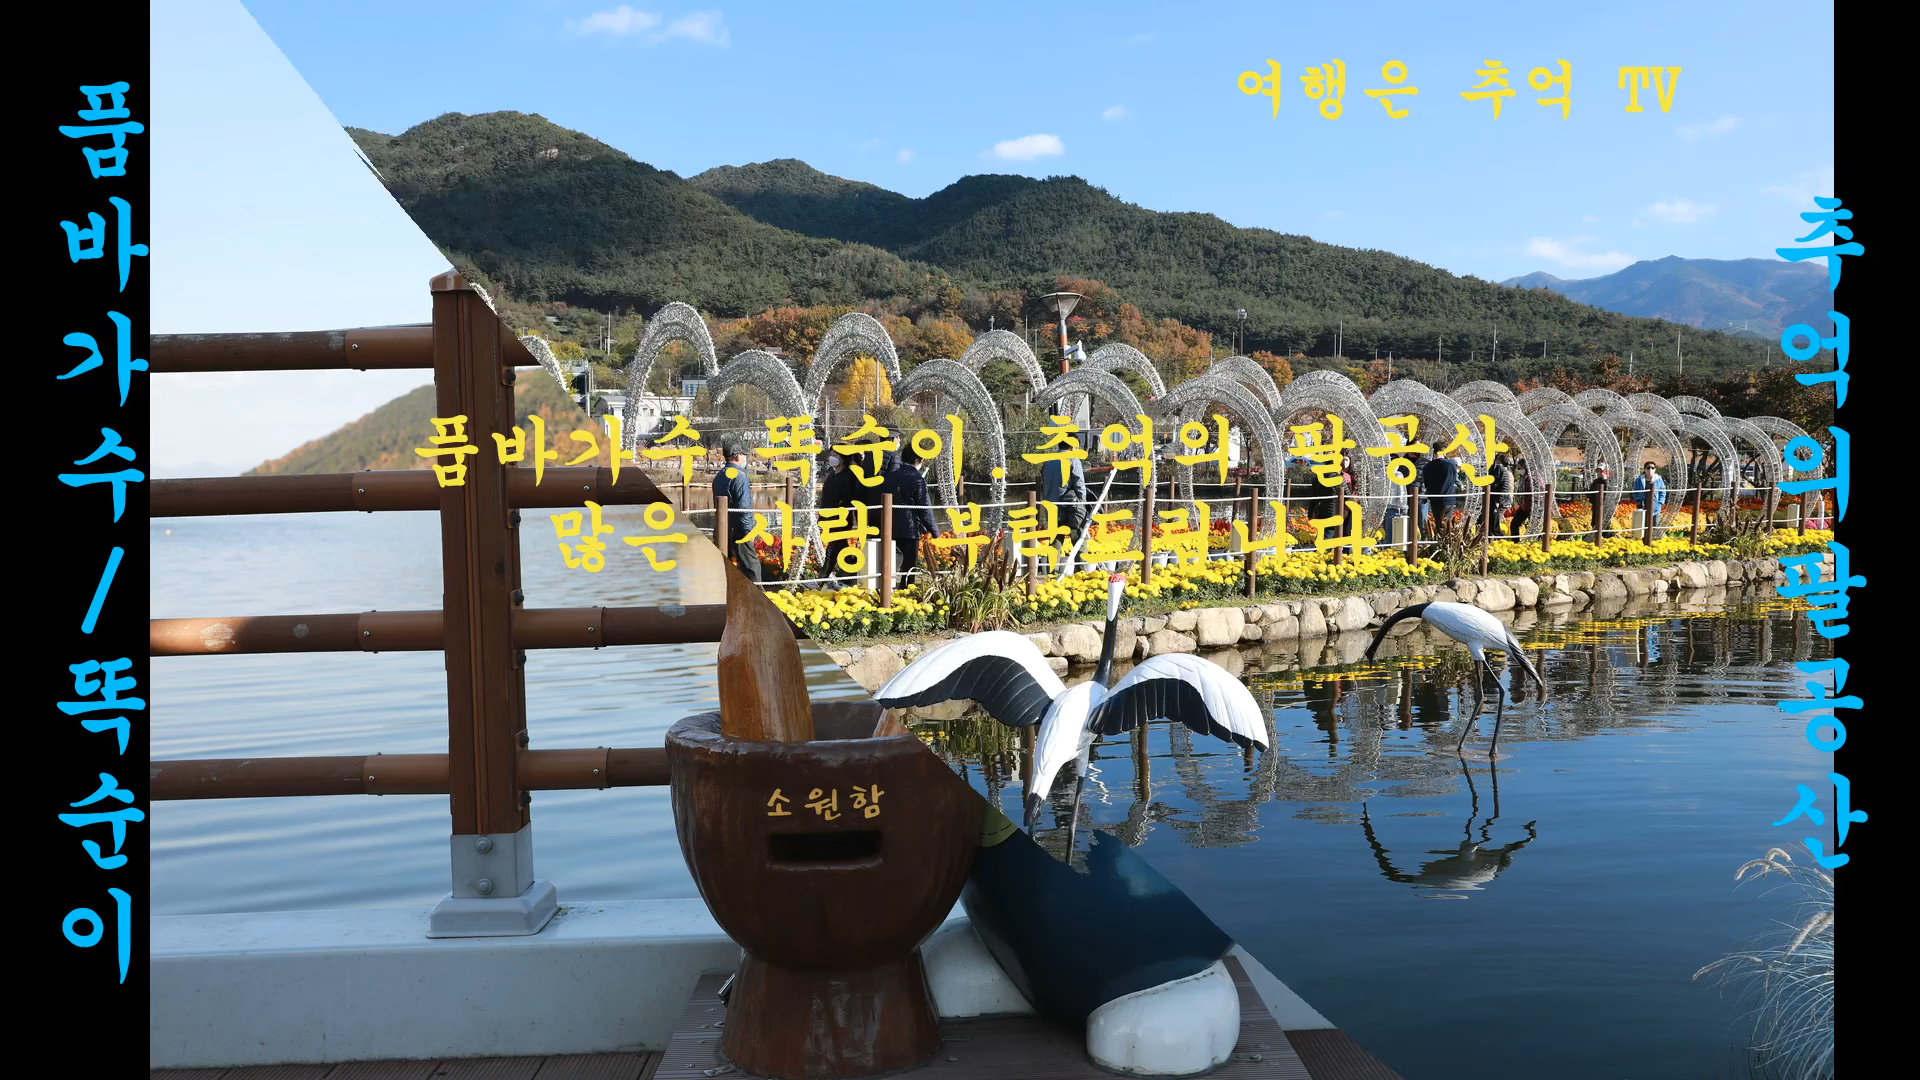 여행은 추억 TV
품바가수/똑순이
추억의팔공산
품바가수.똑순이.추억의 팔공산
많은 사랑 부탁드립니다
소원함